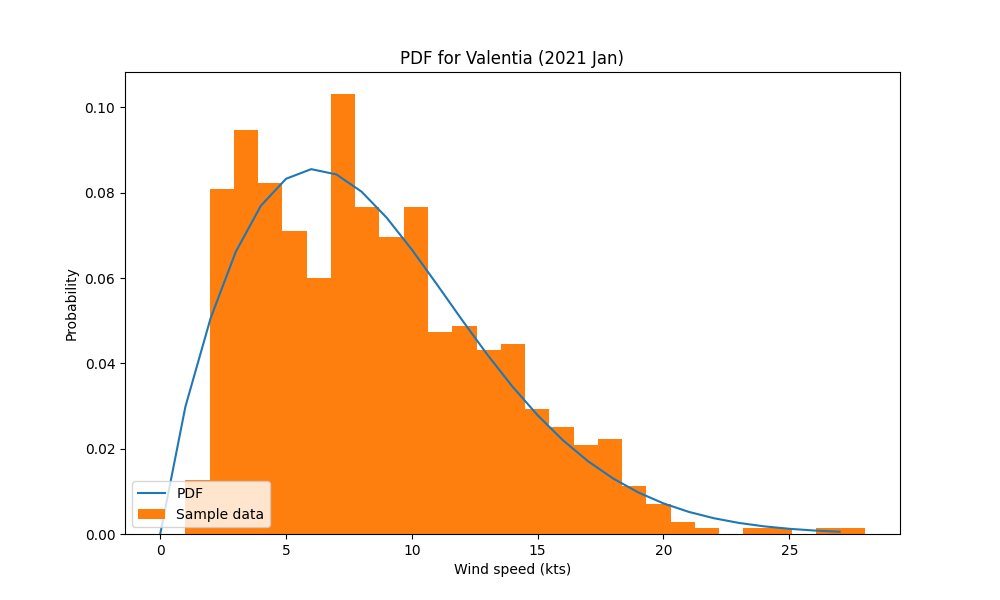 PDF for Valentia (2021 Jan)
Probability
0.10
0.08
0.06
0.04
0.02
0.00
PDF
Sample data
0 5 10 15 20 25
Wind speed (kts)